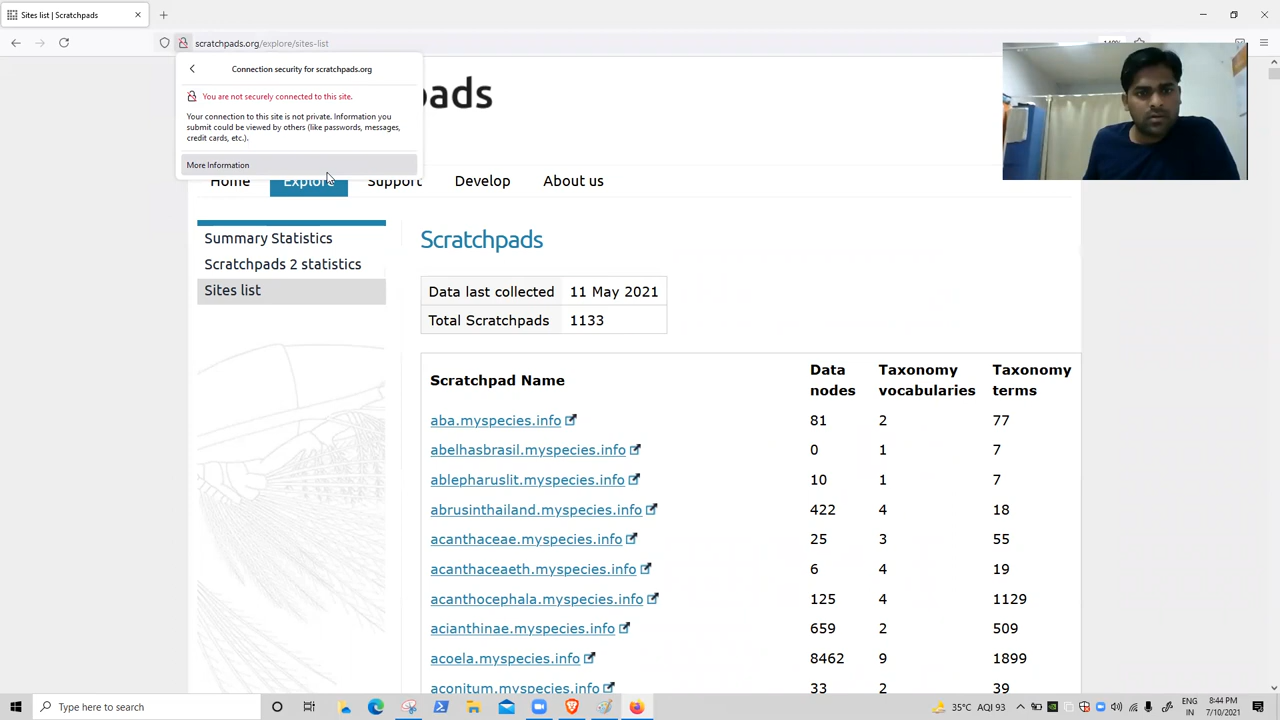 Sites list | Scratchpads
scratchpads.org/explore/sites-list
Connection security for scratchpads.org
You are not securely connected to this site.
Your connection to this site is not private. Information you
submit could be viewed by others (like passwords, messages,
credit cards, etc.).
More Information
pads
Home Explore Support Develop About us
Summary Statistics
Scratchpads 2 statistics
Sites list
Scratchpads
Data last collected 11 May 2021
Total Scratchpads 1133
Scratchpad Name Data nodes Taxonomy vocabularies Taxonomy terms
aba.myspecies.info 81 2 77
abelhasbrasil.myspecies.info 0 1 7
ablepharuslit.myspecies.info 10 1 7
abrusinthailand.myspecies.info 422 4 18
acanthaceae.myspecies.info 25 3 55
acanthaceaeth.myspecies.info 6 4 19
acanthocephala.myspecies.info 125 4 1129
acianthinae.myspecies.info 659 2 509
acoela.myspecies.info 8462 9 1899
aconitum.myspecies.info 33 2 39
Type here to search
35°C AQI 93
ENG
IN
8:44 PM
7/10/2021